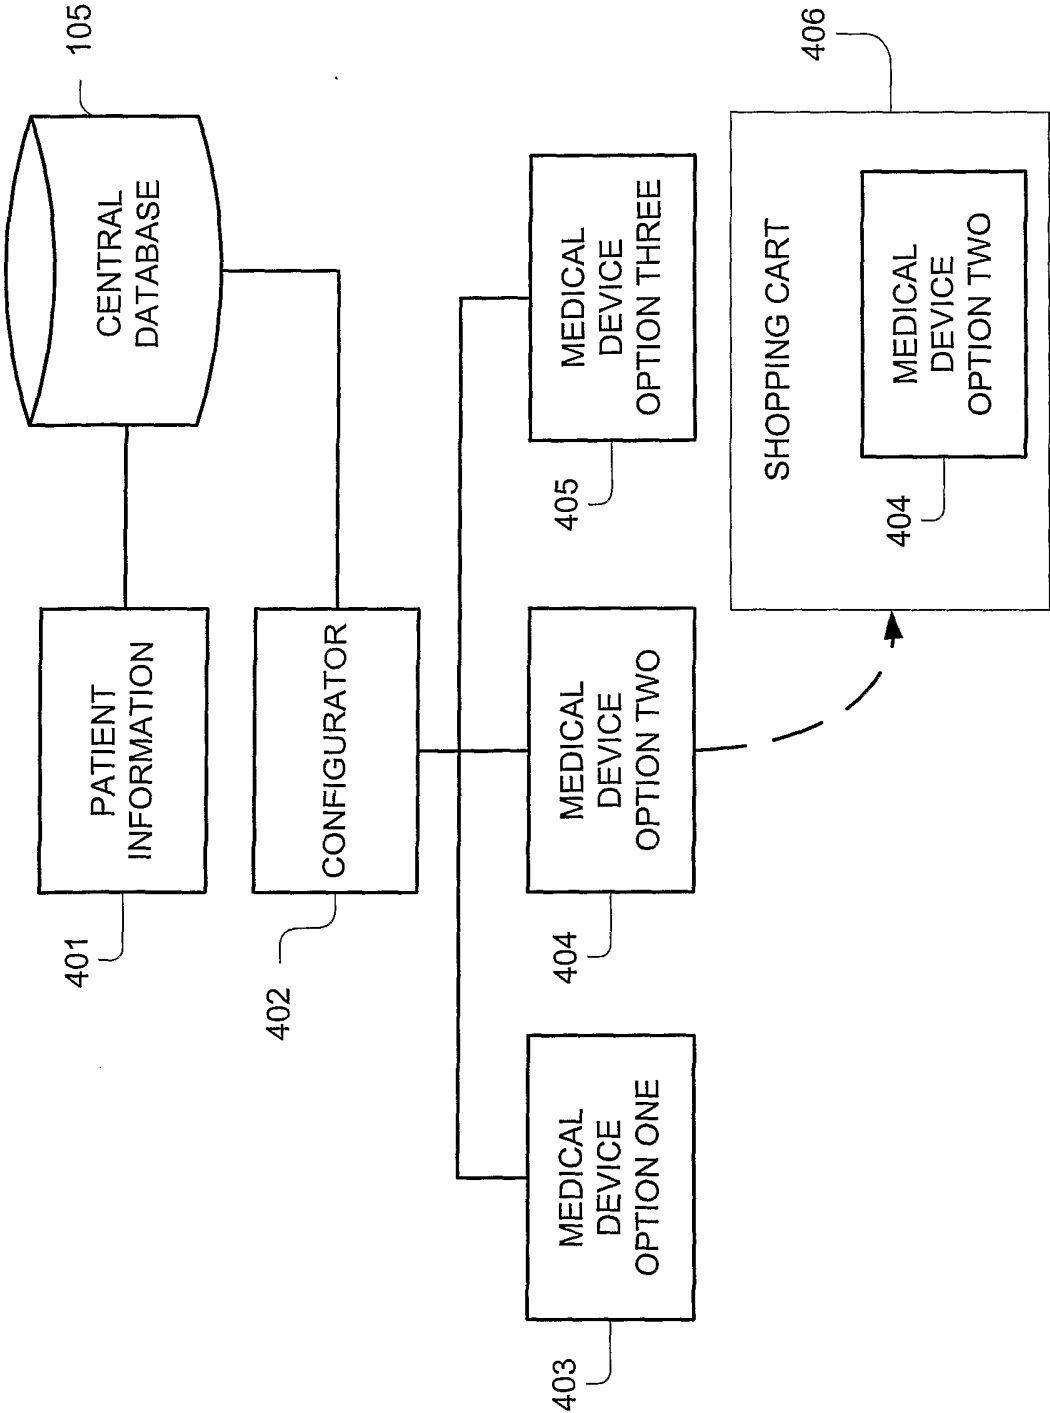 PATIENT
INFORMATION
401
CENTRAL
DATABASE
105
CONFIGURATOR
402
MEDICAL
DEVICE
OPTION ONE
403
MEDICAL
DEVICE
OPTION TWO
404
MEDICAL
DEVICE
OPTION THREE
405
SHOPPING CART
406
MEDICAL
DEVICE
OPTION TWO
404